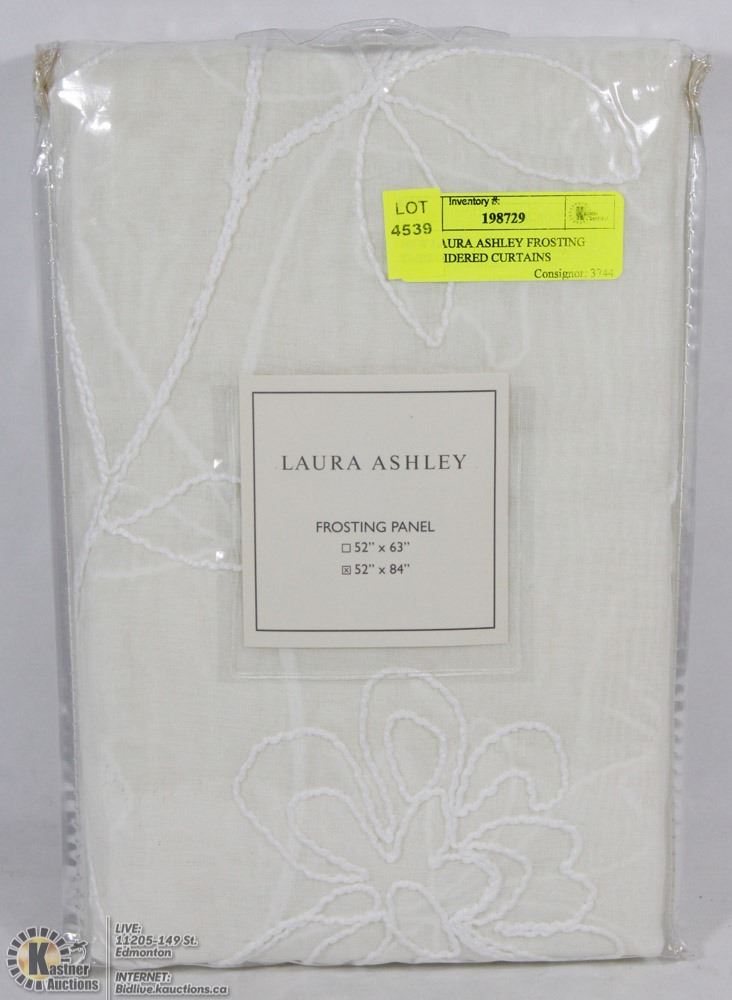 LOT
4539
Inventory #:
198729
AURA ASHLEY FROSTING
IDERED CURTAINS
Consignor: 3744
LAURA ASHLEY
FROSTING PANEL
☐ 52" x 63"
☒ 52" x 84"
LIVE:
11205-149 St.
Edmonton
INTERNET:
Bidlive.kauctions.ca
Kastner
Auctions